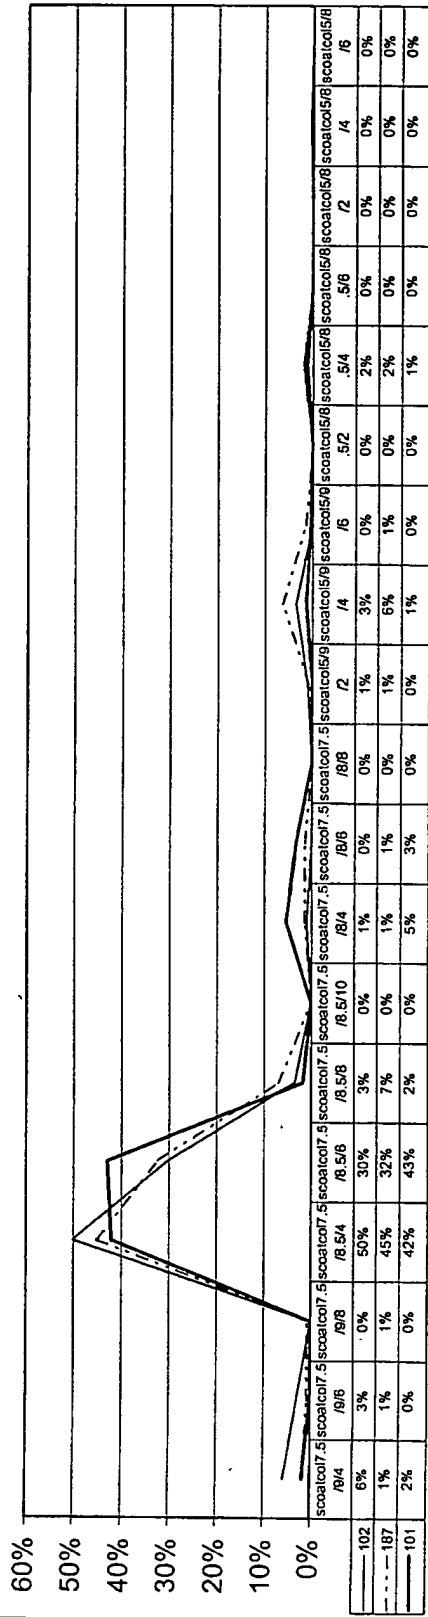 60%
50%
40%
30%
20%
10%
0%
scoatcol7.5 scoatcol7.5 scoatcol7.5 scoatcol7.5 scoatcol7.5 scoatcol7.5 scoatcol7.5 scoatcol7.5 scoatcol7.5 scoatcol7.5 scoatcol5/9 scoatcol5/9 scoatcol5/9 scoatcol5/8 scoatcol5/8 scoatcol5/8 scoatcol5/8 scoatcol5/8 scoatcol5/8
/9/4 /9/6 /9/8 /8.5/4 /8.5/6 /8.5/8 /8.5/10 /8/4 /8/6 /8/8 /2 /4 /6 .5/2 .5/4 .5/6 /2 /4 /6
102 6% 3% 0% 50% 30% 3% 0% 1% 0% 0% 1% 3% 0% 0% 2% 0% 0% 0% 0%
187 1% 1% 1% 45% 32% 7% 0% 1% 1% 0% 1% 6% 1% 0% 2% 0% 0% 0% 0%
101 2% 0% 0% 42% 43% 2% 0% 5% 3% 0% 0% 1% 0% 0% 1% 0% 0% 0% 0%